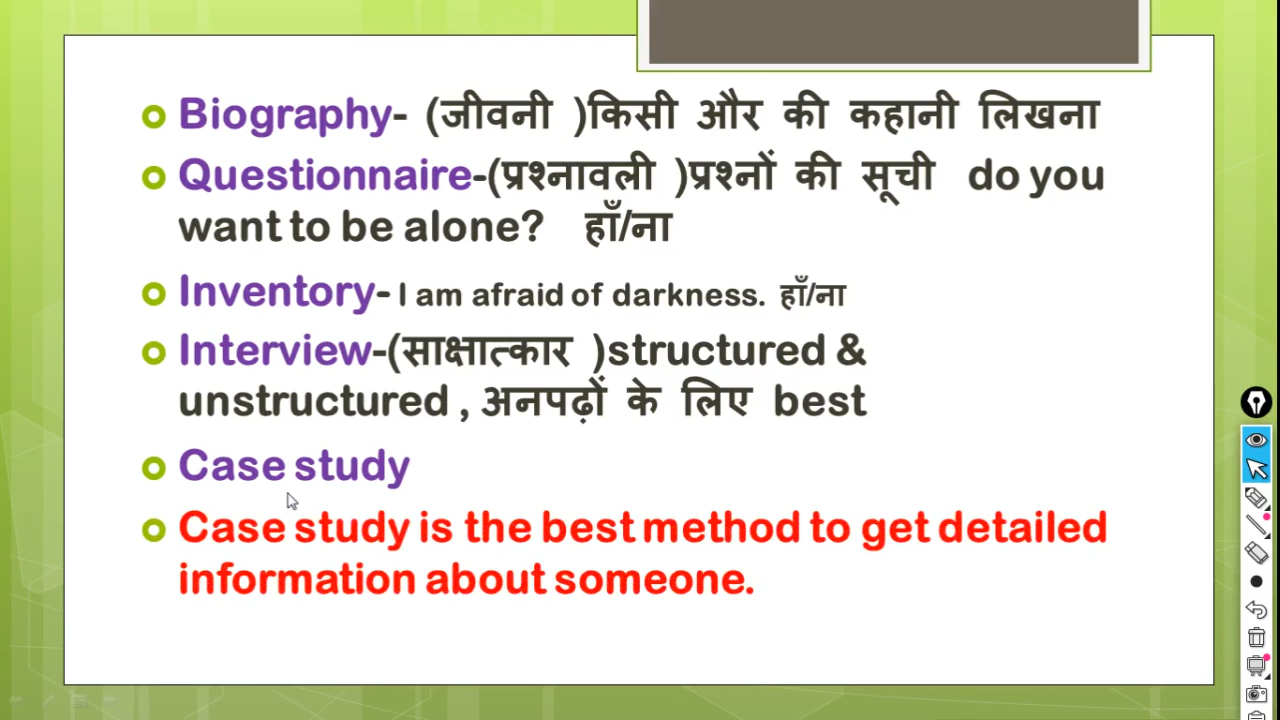 Biography- (जीवनी )किसी और की कहानी लिखना
Questionnaire-(प्रश्नावली )प्रश्नों की सूची do you
want to be alone? हाँ/ना
Inventory- I am afraid of darkness. हाँ/ना
Interview-(साक्षात्कार )structured &
unstructured , अनपढ़ों के लिए best
Case study
Case study is the best method to get detailed
information about someone.